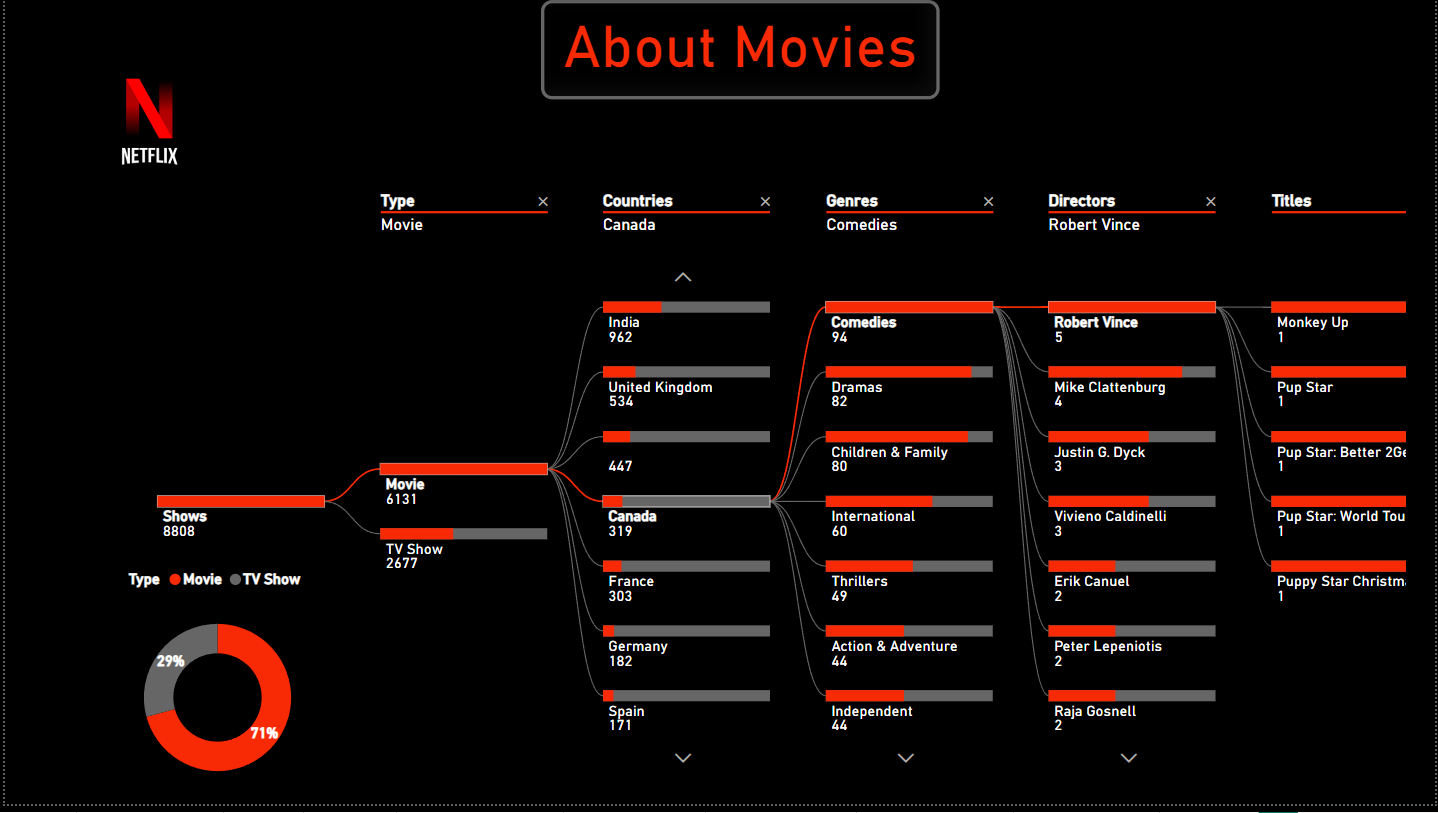 About Movies
NETFLIX
Type
Movie
Countries
Canada
Genres
Comedies
Directors
Robert Vince
Titles
Shows
8808
Movie
6131
TV Show
2677
India
962
United Kingdom
534
447
Canada
319
France
303
Germany
182
Spain
171
Comedies
94
Dramas
82
Children & Family
80
International
60
Thrillers
49
Action & Adventure
44
Independent
44
Robert Vince
5
Mike Clattenburg
4
Justin G. Dyck
3
Vivieno Caldinelli
3
Erik Canuel
2
Peter Lepeniotis
2
Raja Gosnell
2
Monkey Up
1
Pup Star
1
Pup Star: Better 2Ge
1
Pup Star: World Tou
1
Puppy Star Christm
1
Type Movie TV Show
29%
71%